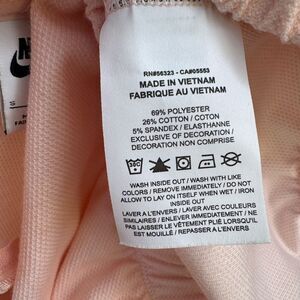 RN#56323 - CA#05553
MADE IN VIETNAM
FABRIQUE AU VIETNAM
69% POLYESTER
26% COTTON / COTON
5% SPANDEX / ELASTHANNE
EXCLUSIVE OF DECORATION /
DECORATION NON COMPRISE
WASH INSIDE OUT / WASH WITH LIKE
COLORS / REMOVE IMMEDIATELY / DO NOT
ALLOW TO LAY ON ITSELF WHEN WET / IRON
INSIDE OUT
LAVER A L'ENVERS / LAVER COULEURS
SIMILAIRES / ENLEVER IMMEDIATEMENT / NE
PAS LAISSER LE VÊTEMENT PLIÉ LORSQU'IL
EST MOUILLÉ / REPASSER A L'ENVERS
S